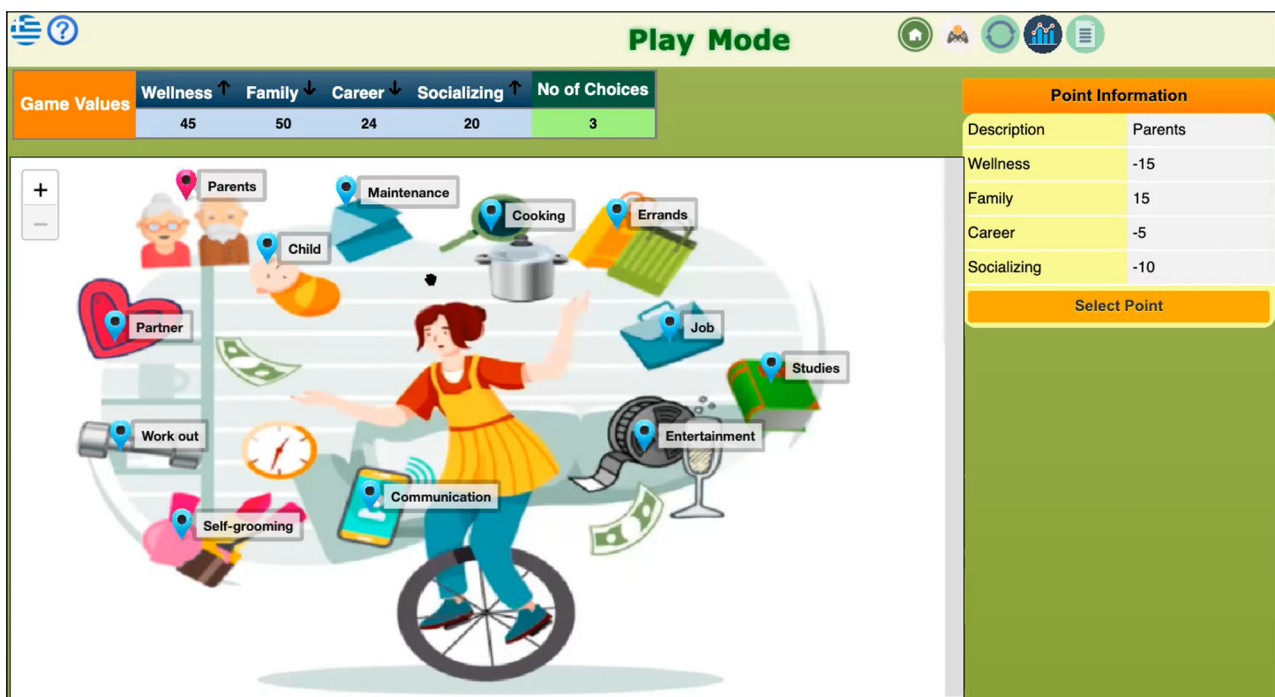 ?
Play Mode
Game Values
Wellness ↑ Family ↓ Career ↓ Socializing ↑ No of Choices
45 50 24 20 3
Point Information
Description Parents
Wellness -15
Family 15
Career -5
Socializing -10
Select Point
+
−
Parents
Maintenance
Cooking
Errands
Child
Partner
Job
Studies
Work out
Entertainment
Communication
Self-grooming